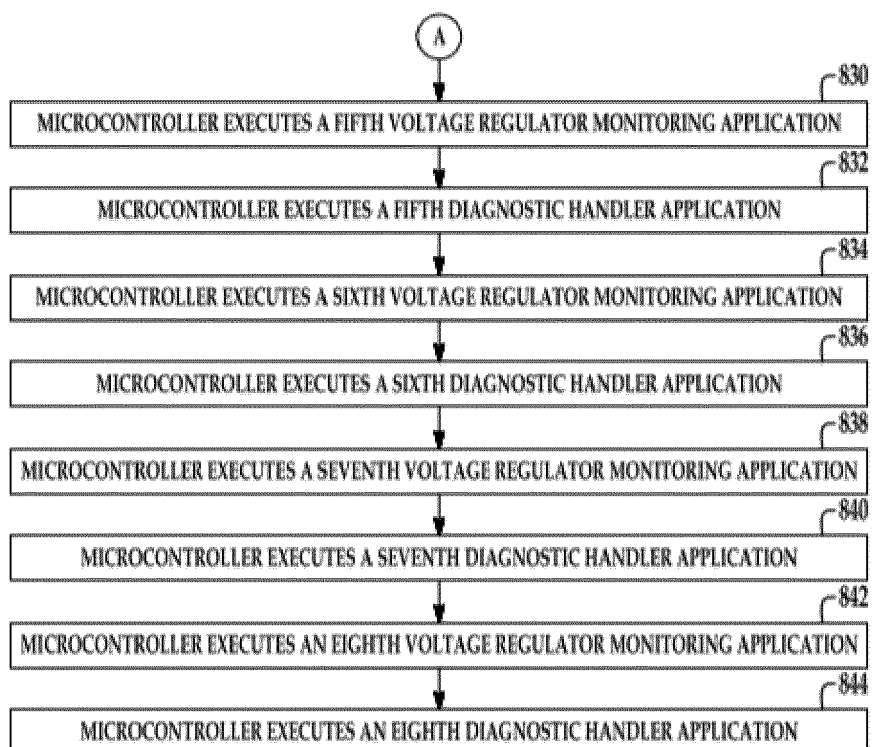 A
830
MICROCONTROLLER EXECUTES A FIFTH VOLTAGE REGULATOR MONITORING APPLICATION
832
MICROCONTROLLER EXECUTES A FIFTH DIAGNOSTIC HANDLER APPLICATION
834
MICROCONTROLLER EXECUTES A SIXTH VOLTAGE REGULATOR MONITORING APPLICATION
836
MICROCONTROLLER EXECUTES A SIXTH DIAGNOSTIC HANDLER APPLICATION
838
MICROCONTROLLER EXECUTES A SEVENTH VOLTAGE REGULATOR MONITORING APPLICATION
840
MICROCONTROLLER EXECUTES A SEVENTH DIAGNOSTIC HANDLER APPLICATION
842
MICROCONTROLLER EXECUTES AN EIGHTH VOLTAGE REGULATOR MONITORING APPLICATION
844
MICROCONTROLLER EXECUTES AN EIGHTH DIAGNOSTIC HANDLER APPLICATION